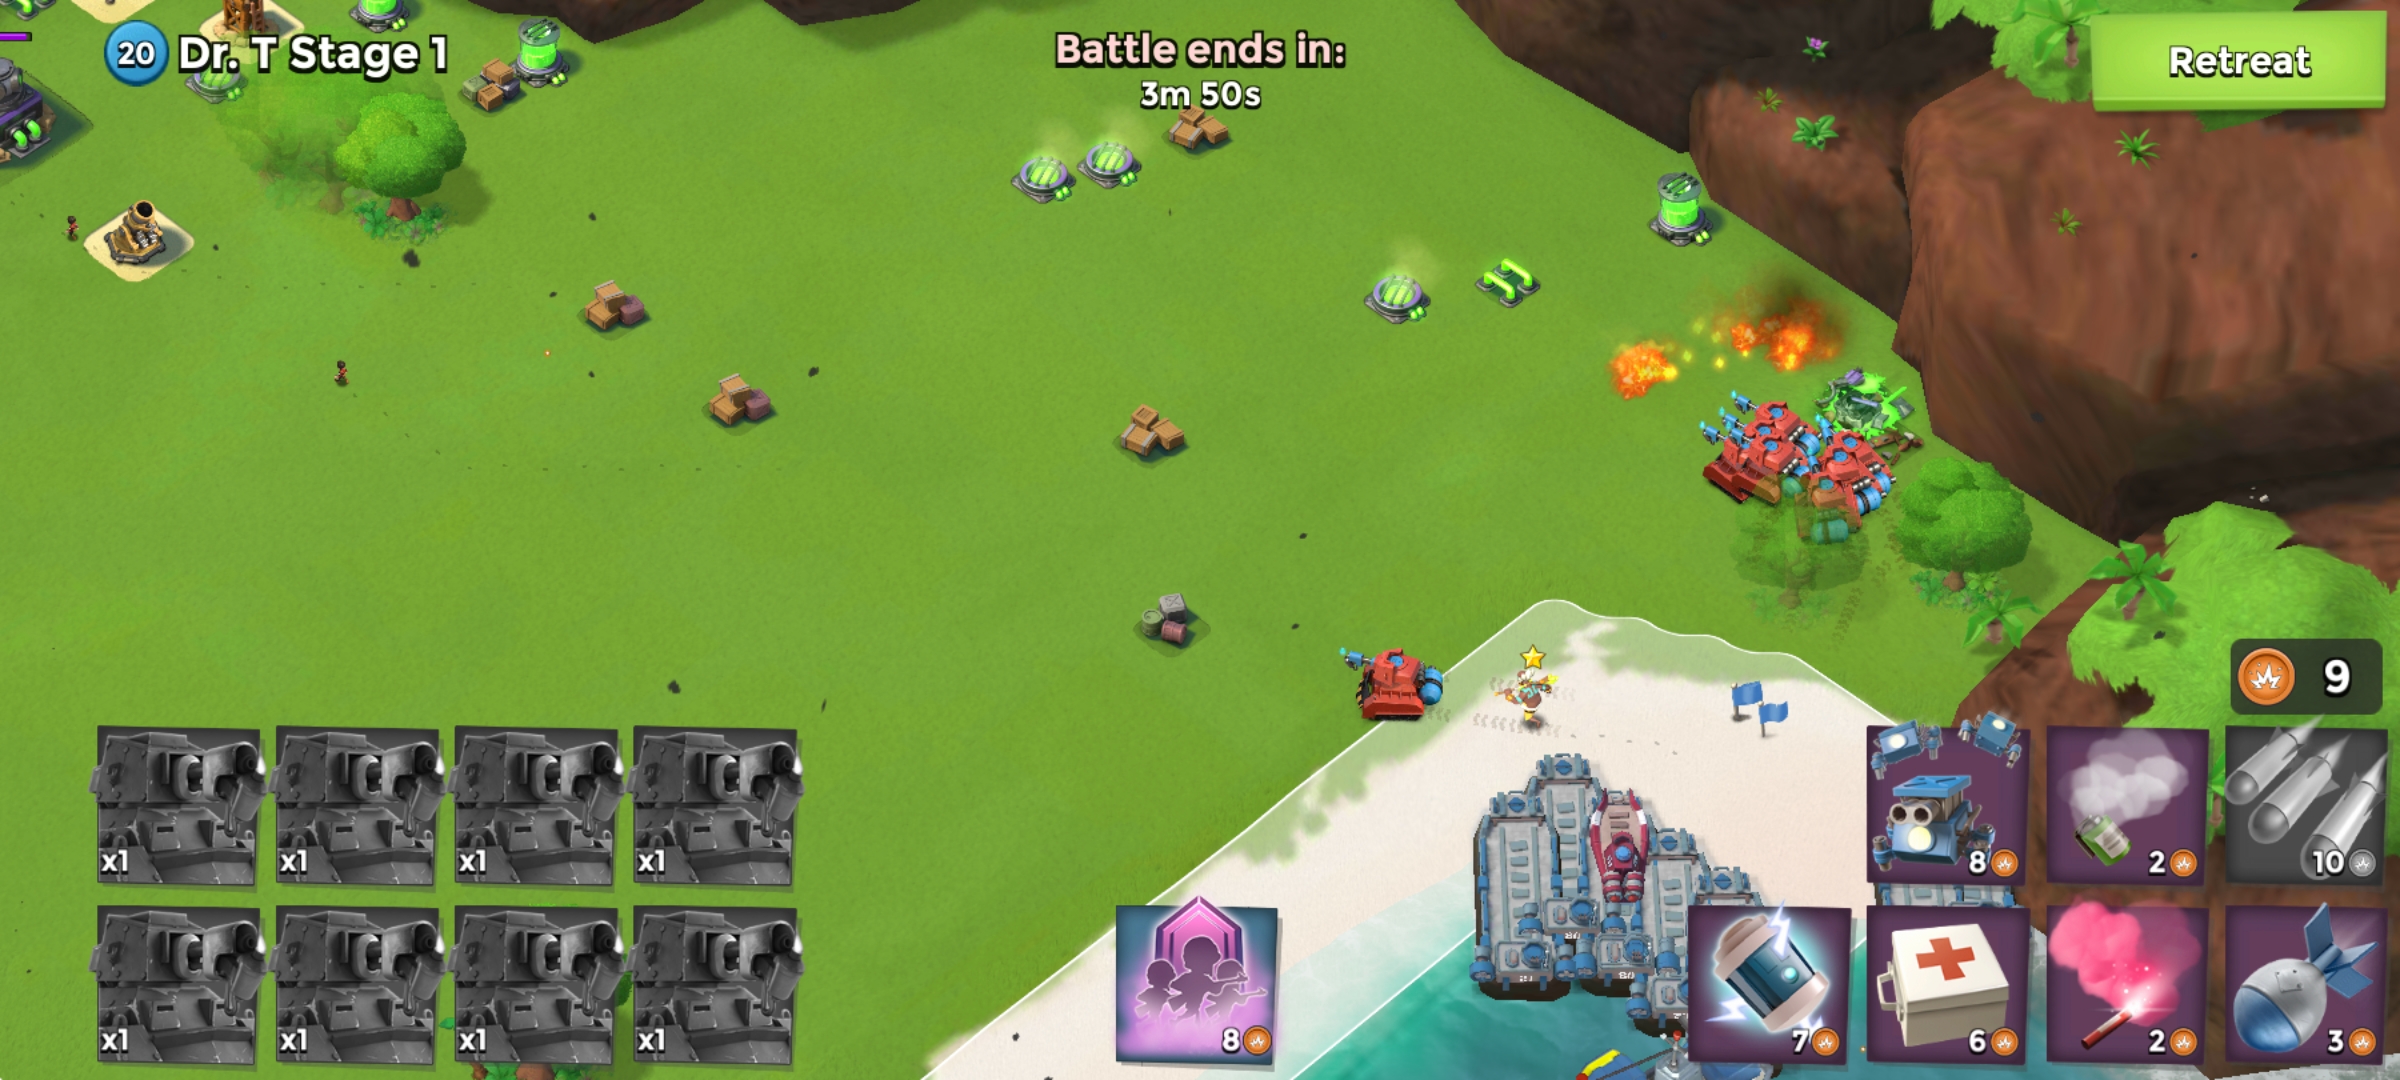 20 Dr. T Stage 1
Battle ends in:
3m 50s
Retreat
9
x1 x1 x1 x1
8 2 10
x1 x1 x1 x1
8 7 6 2 3